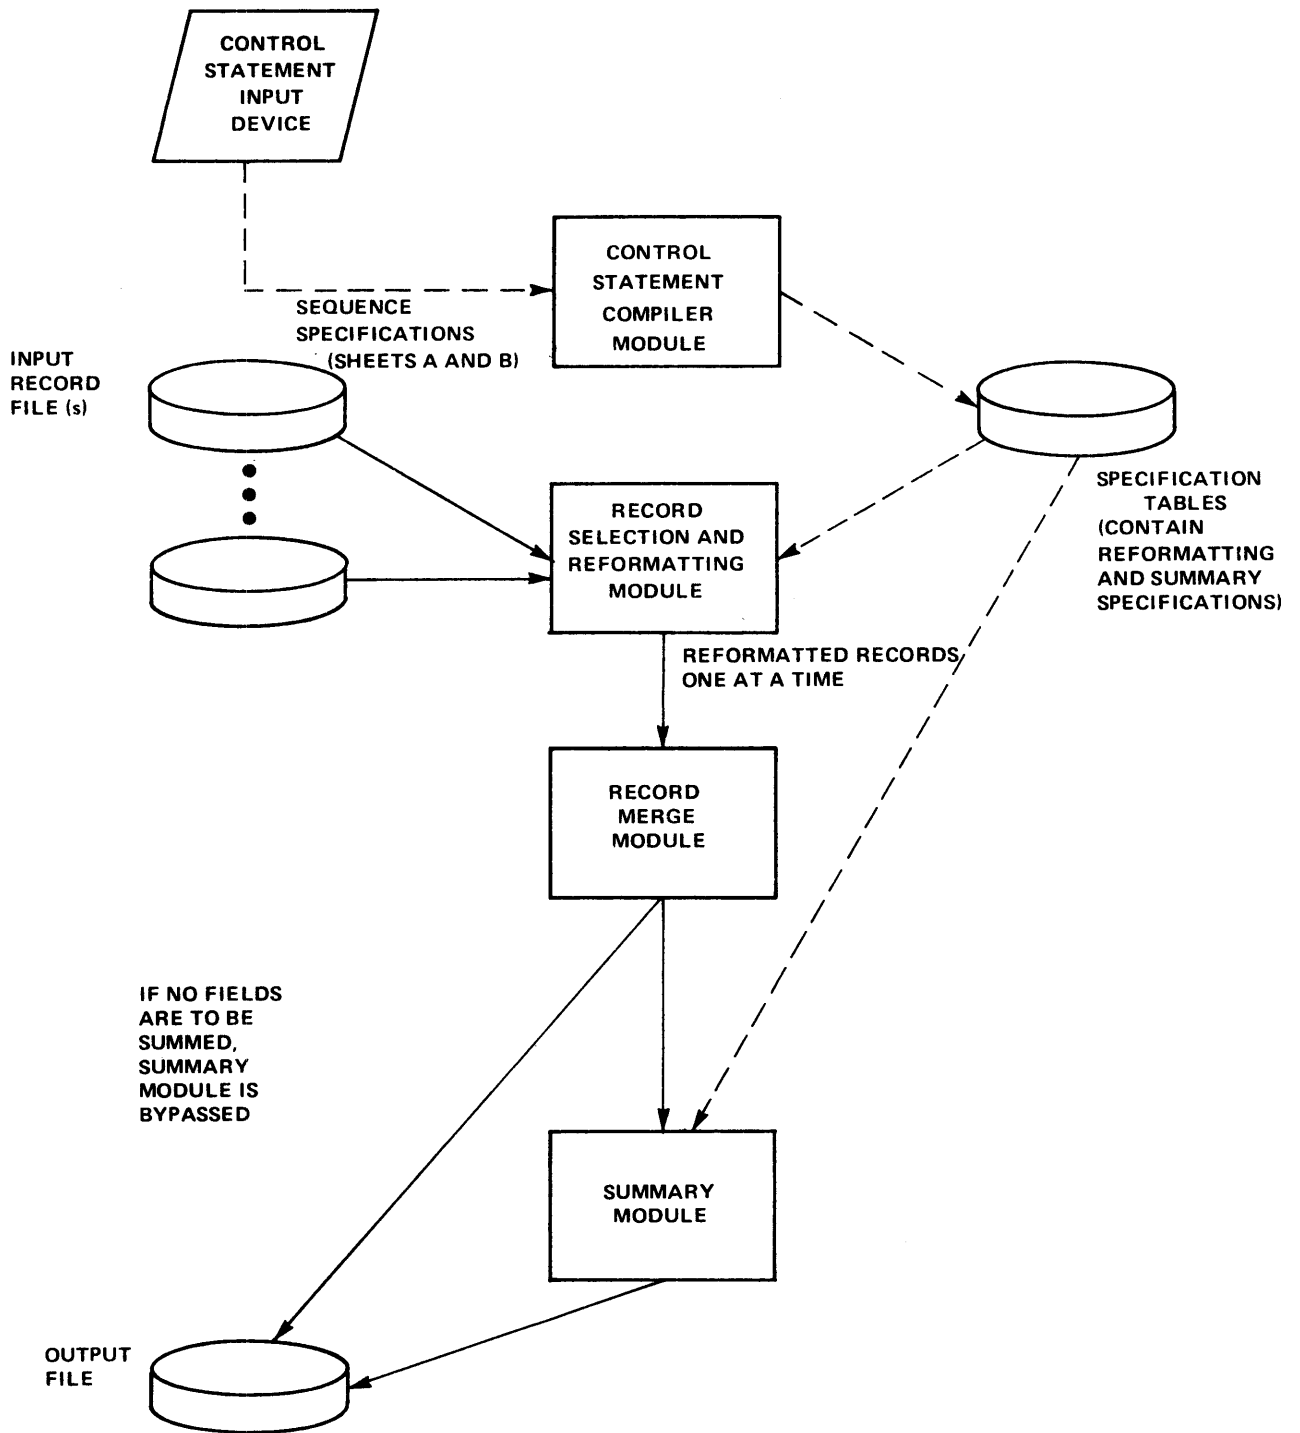 CONTROL
STATEMENT
INPUT
DEVICE
CONTROL
STATEMENT
COMPILER
MODULE
SEQUENCE
SPECIFICATIONS
(SHEETS A AND B)
INPUT
RECORD
FILE (s)
SPECIFICATION
TABLES
(CONTAIN
REFORMATTING
AND SUMMARY
SPECIFICATIONS)
RECORD
SELECTION AND
REFORMATTING
MODULE
REFORMATTED RECORDS
ONE AT A TIME
RECORD
MERGE
MODULE
IF NO FIELDS
ARE TO BE
SUMMED,
SUMMARY
MODULE IS
BYPASSED
SUMMARY
MODULE
OUTPUT
FILE